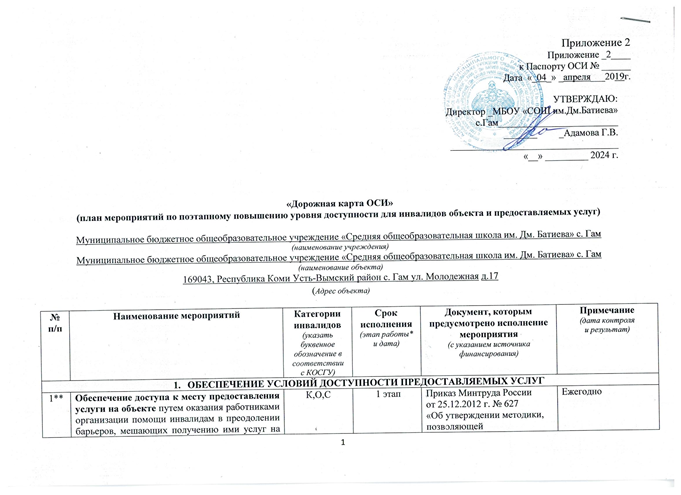 Приложение 2
Приложение _2____
к Паспорту ОСИ № ______
Дата «_04_» _апреля___2019г.
УТВЕРЖДАЮ:
Директор _МБОУ «СОШ им.Дм.Батиева»
с.Гам
_Адамова Г.В.
«__» _________ 2024 г.
«Дорожная карта ОСИ»
(план мероприятий по поэтапному повышению уровня доступности для инвалидов объекта и предоставляемых услуг)
Муниципальное бюджетное общеобразовательное учреждение «Средняя общеобразовательная школа им. Дм. Батиева» с. Гам
(наименование учреждения)
Муниципальное бюджетное общеобразовательное учреждение «Средняя общеобразовательная школа им. Дм. Батиева» с. Гам
(наименование объекта)
169043, Республика Коми Усть-Вымский район с. Гам ул. Молодежная д.17
(Адрес объекта)
№ п/п
Наименование мероприятий
Категории
инвалидов
(указать
буквенное
обозначение в
соответствии
с КОСГУ)
Срок
исполнения
(этап работы*
и дата)
Документ, которым
предусмотрено исполнение
мероприятия
(с указанием источника
финансирования)
Примечание
(дата контроля
и результат)
1. ОБЕСПЕЧЕНИЕ УСЛОВИЙ ДОСТУПНОСТИ ПРЕДОСТАВЛЯЕМЫХ УСЛУГ
1**
Обеспечение доступа к месту предоставления
услуги на объекте путем оказания работниками
организации помощи инвалидам в преодолении
барьеров, мешающих получению ими услуг на
К,О,С
1 этап
Приказ Минтруда России
от 25.12.2012 г. № 627
«Об утверждении методики,
позволяющей
Ежегодно
1